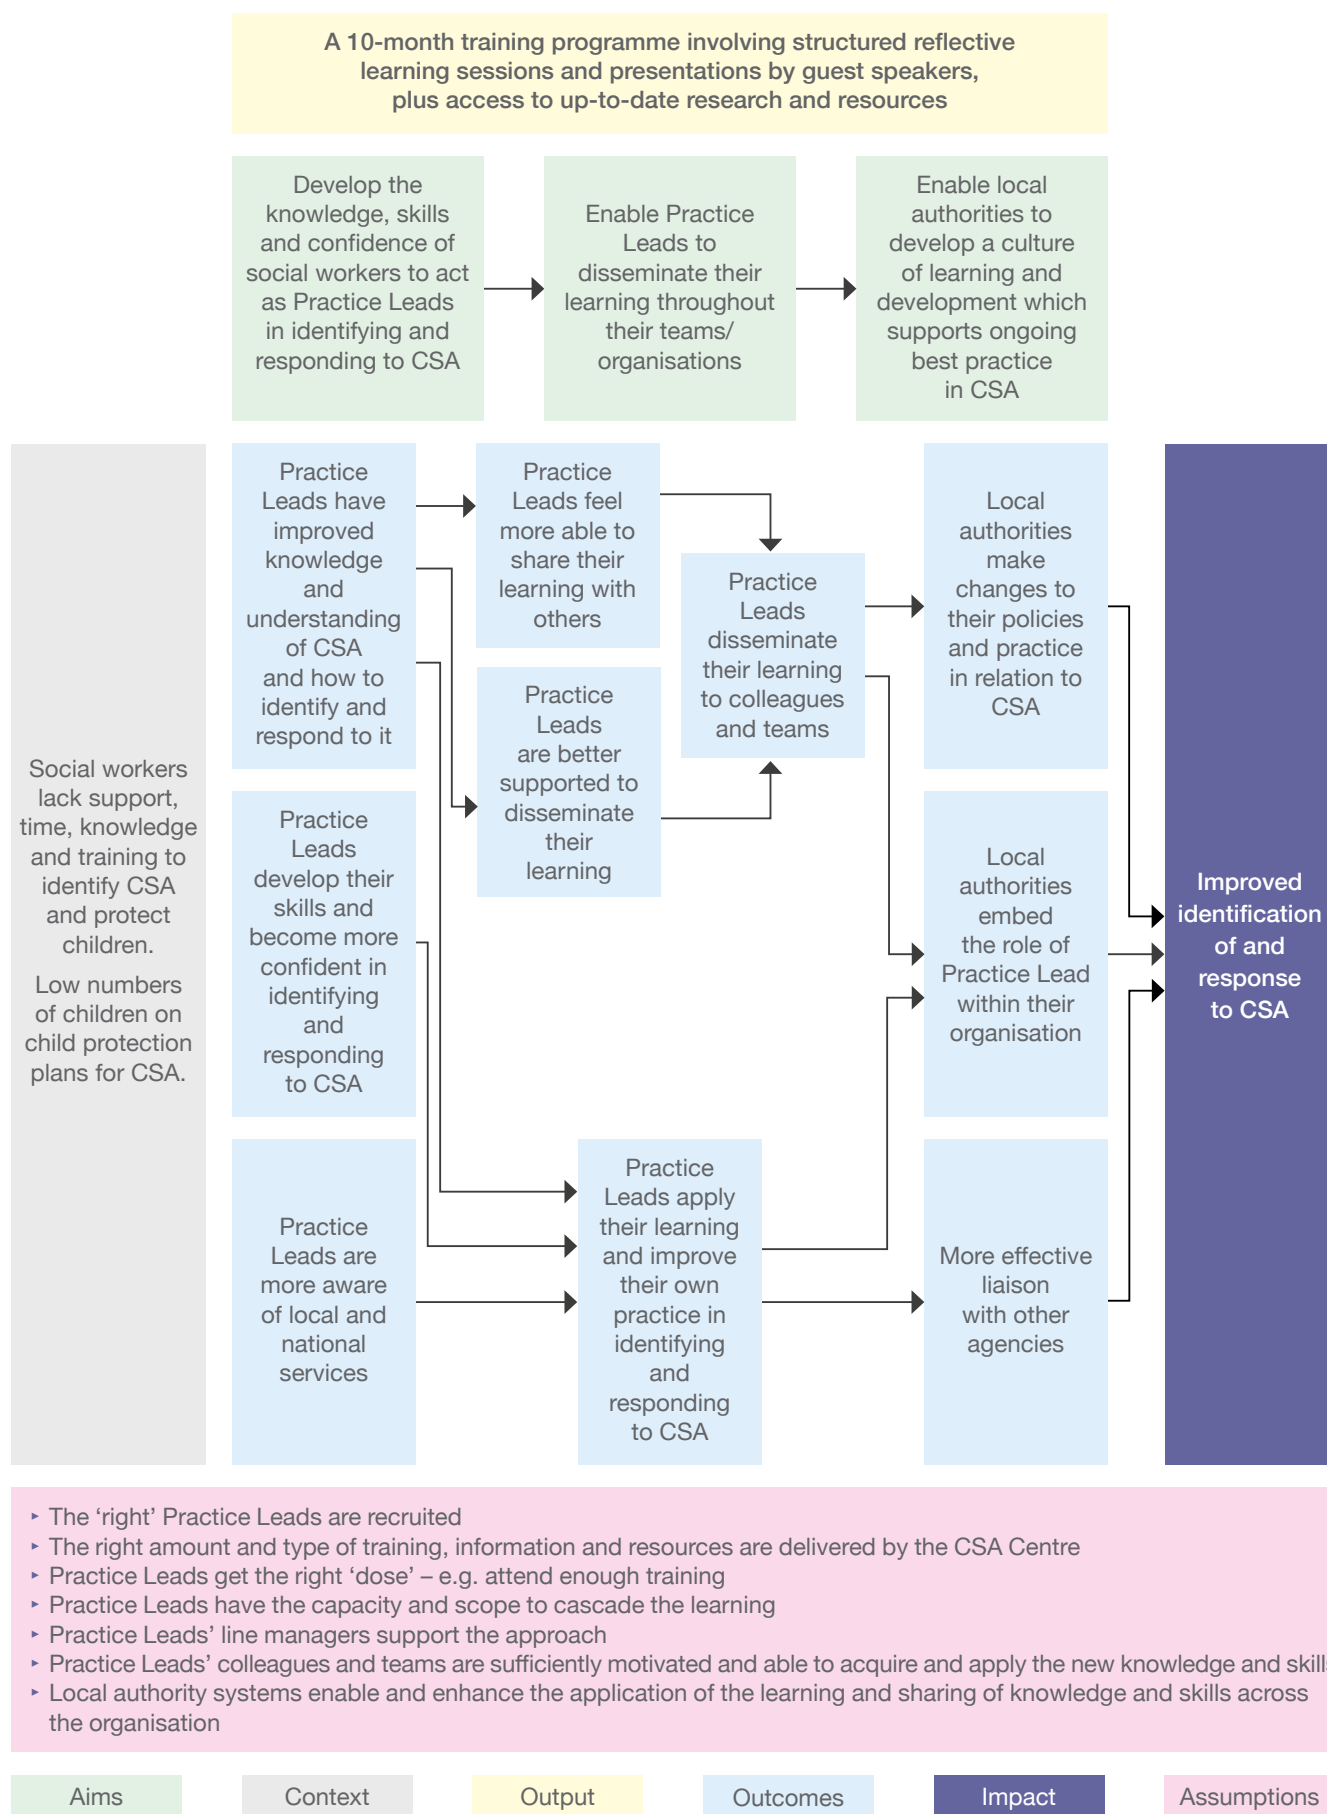 A 10-month training programme involving structured reflective
learning sessions and presentations by guest speakers,
plus access to up-to-date research and resources
Develop the
knowledge, skills
and confidence of
social workers to act
as Practice Leads
in identifying and
responding to CSA
Enable Practice
Leads to
disseminate their
learning throughout
their teams/
organisations
Enable local
authorities to
develop a culture
of learning and
development which
supports ongoing
best practice
in CSA
Social workers
lack support,
time, knowledge
and training to
identify CSA
and protect
children.
Low numbers
of children on
child protection
plans for CSA.
Practice
Leads have
improved
knowledge
and
understanding
of CSA
and how to
identify and
respond to it
Practice
Leads
develop their
skills and
become more
confident in
identifying
and
responding
to CSA
Practice
Leads are
more aware
of local and
national
services
Practice
Leads feel
more able to
share their
learning with
others
Practice
Leads
are better
supported to
disseminate
their
learning
Practice
Leads
disseminate
their learning
to colleagues
and teams
Practice
Leads apply
their learning
and improve
their own
practice in
identifying
and
responding
to CSA
Local
authorities
make
changes to
their policies
and practice
in relation to
CSA
Local
authorities
embed
the role of
Practice Lead
within their
organisation
More effective
liaison
with other
agencies
Improved
identification
of and
response
to CSA
‣ The ‘right’ Practice Leads are recruited
‣ The right amount and type of training, information and resources are delivered by the CSA Centre
‣ Practice Leads get the right ‘dose’ – e.g. attend enough training
‣ Practice Leads have the capacity and scope to cascade the learning
‣ Practice Leads’ line managers support the approach
‣ Practice Leads’ colleagues and teams are sufficiently motivated and able to acquire and apply the new knowledge and skills
‣ Local authority systems enable and enhance the application of the learning and sharing of knowledge and skills across
the organisation
Aims
Context
Output
Outcomes
Impact
Assumptions